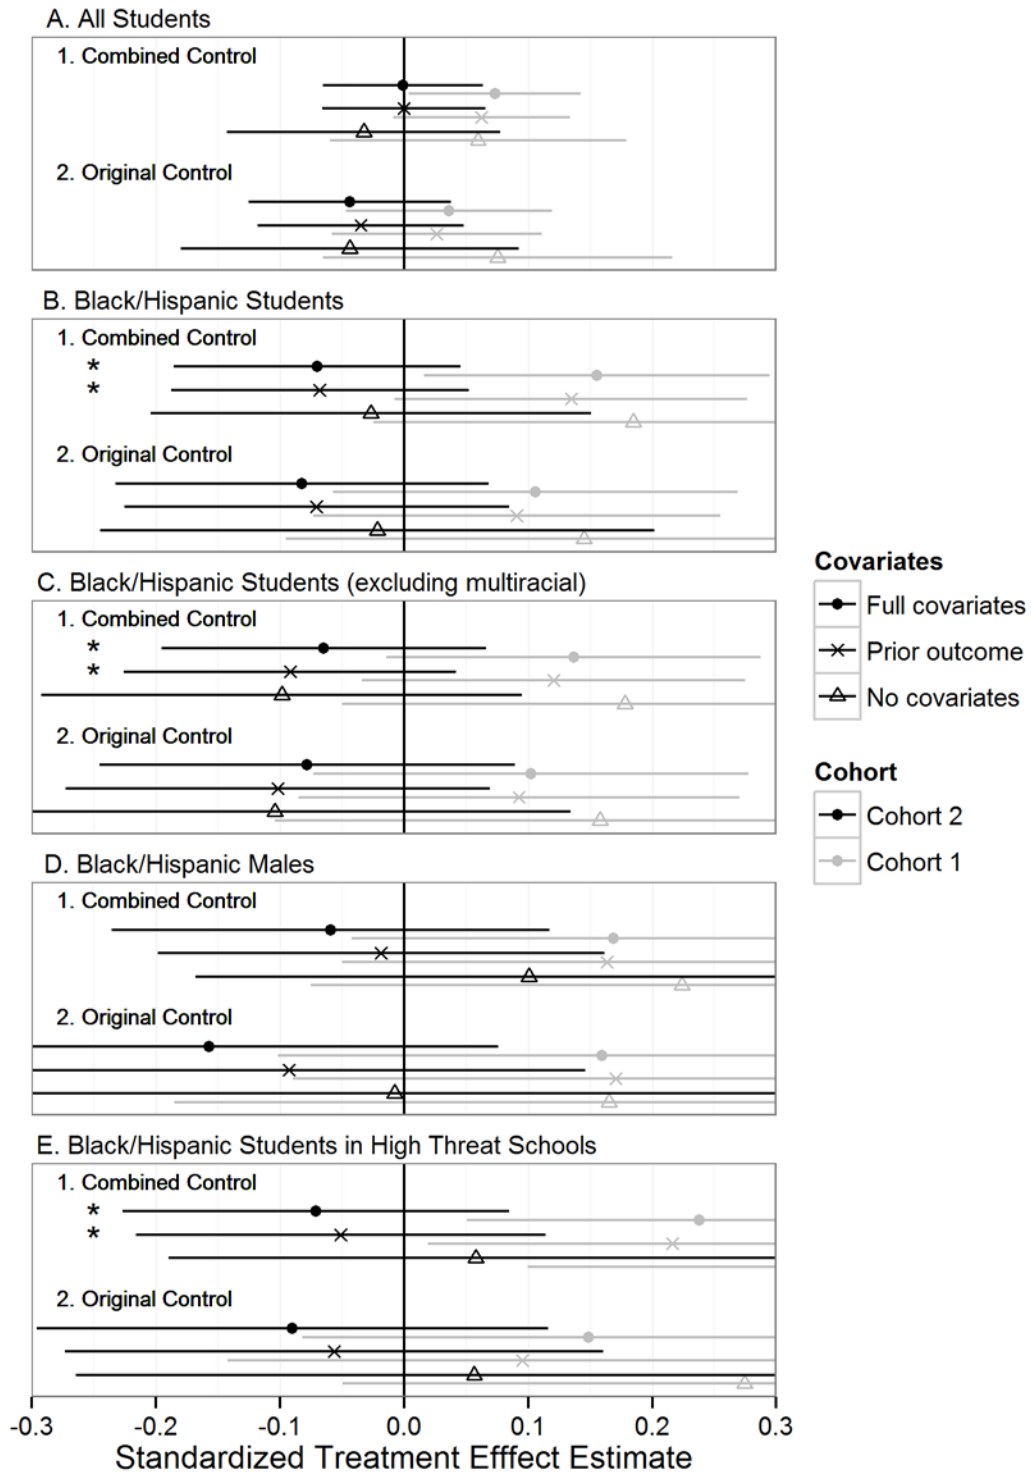 A. All Students
1. Combined Control
2. Original Control
B. Black/Hispanic Students
1. Combined Control
*
*
2. Original Control
C. Black/Hispanic Students (excluding multiracial)
1. Combined Control
*
*
2. Original Control
D. Black/Hispanic Males
1. Combined Control
2. Original Control
E. Black/Hispanic Students in High Threat Schools
1. Combined Control
*
*
2. Original Control
-0.3 -0.2 -0.1 0.0 0.1 0.2 0.3
Standardized Treatment Efffect Estimate
Covariates
Full covariates
Prior outcome
No covariates
Cohort
Cohort 2
Cohort 1